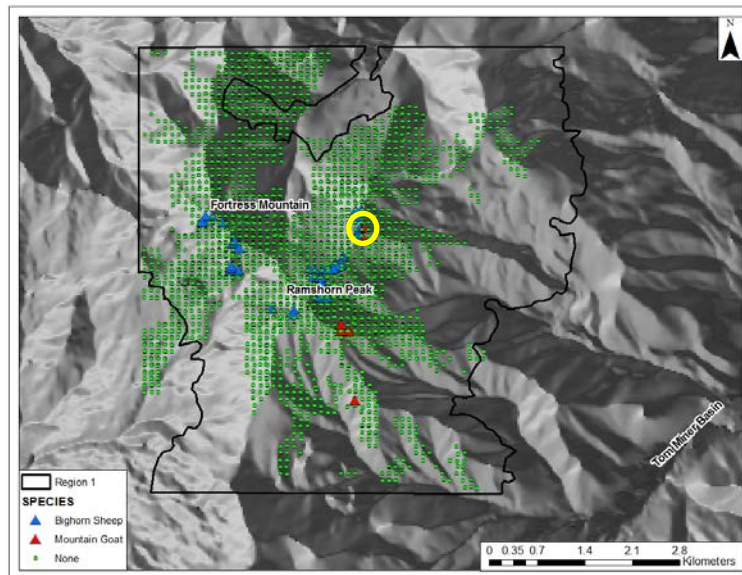 N
Fortress Mountain
Ramshorn Peak
Tom Miner Basin
Region 1
SPECIES
Bighorn Sheep
Mountain Goat
None
0 0.35 0.7 1.4 2.1 2.8
Kilometers